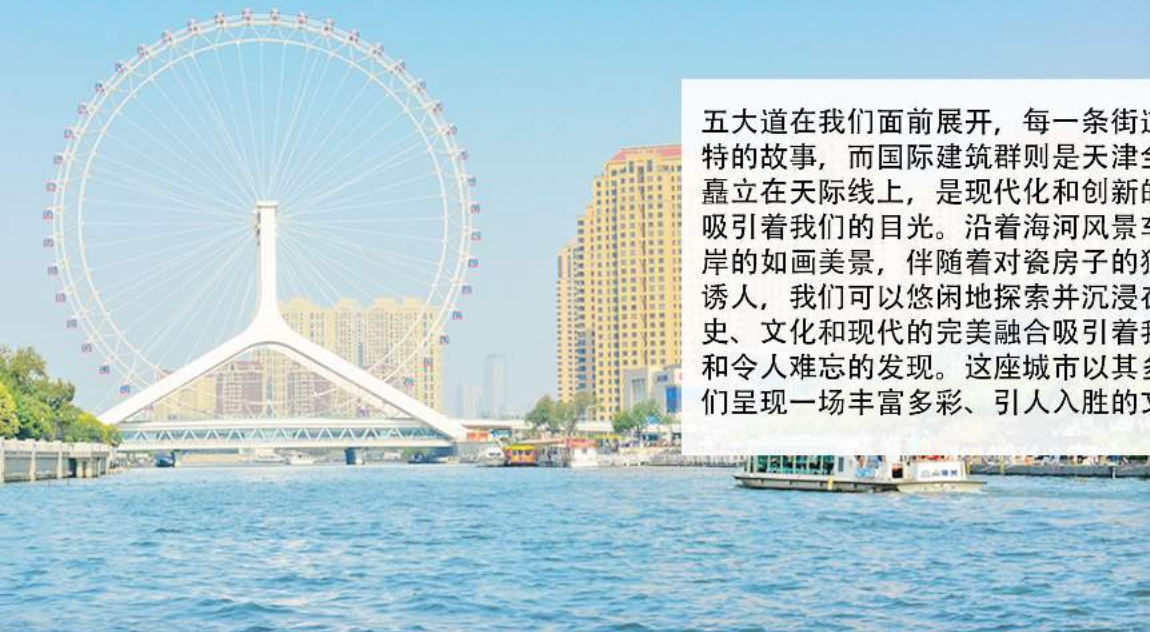 五大道在我们面前展开，每一条街
特的故事，而国际建筑群则是天津
矗立在天际线上，是现代化和创新的
吸引着我们的目光。沿着海河风景
岸的如画美景，伴随着对瓷房子的
诱人，我们可以悠闲地探索并沉浸在
史、文化和现代的完美融合吸引着我
和令人难忘的发现。这座城市以其多
们呈现一场丰富多彩、引人入胜的文